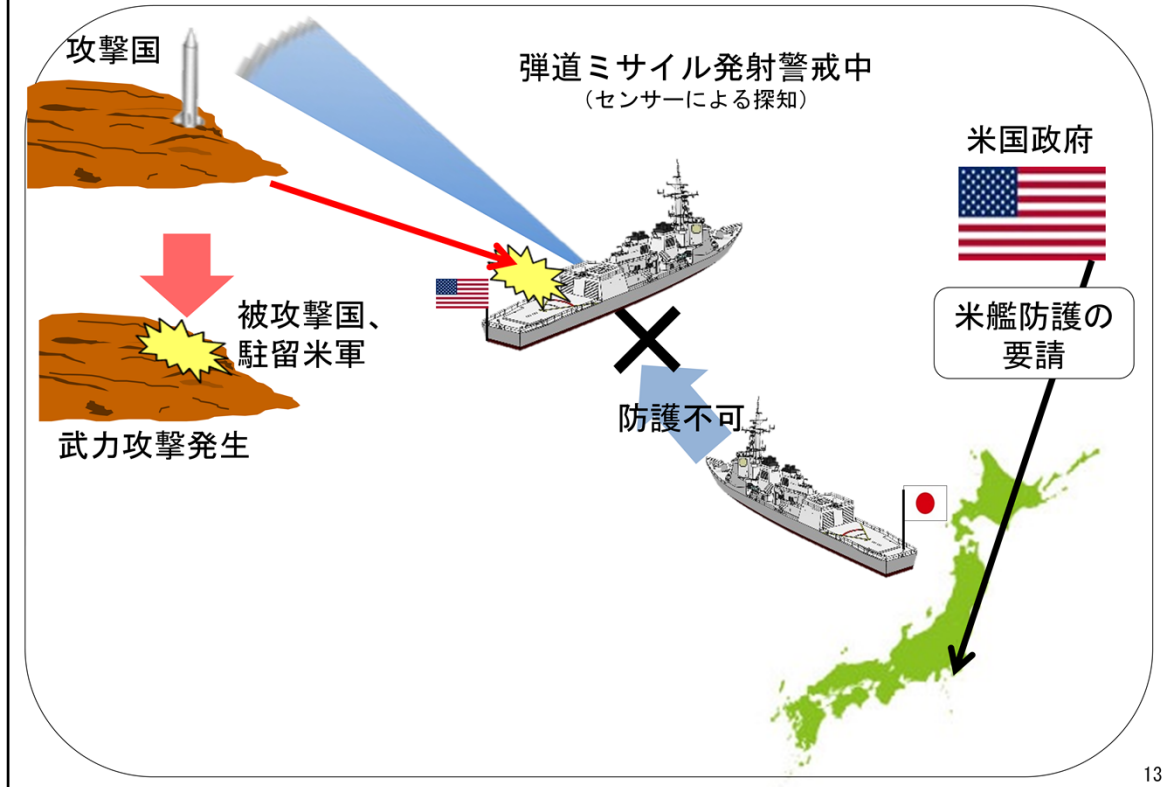 攻撃国
弾道ミサイル発射警戒中
（センサーによる探知）
米国政府
被攻撃国、
駐留米軍
米艦防護の
要請
防護不可
武力攻撃発生
13